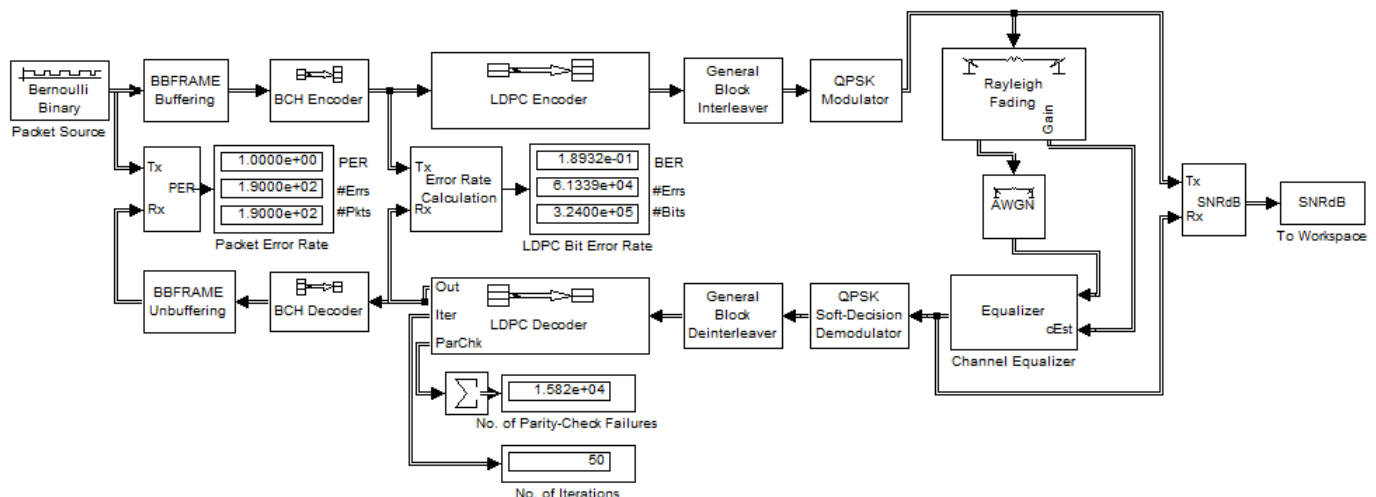 Bernoulli
Binary
Packet Source
BBFRAME
Buffering
BCH Encoder
LDPC Encoder
General
Block
Interleaver
QPSK
Modulator
Rayleigh
Fading
Gain
Tx
PER
Rx
1.0000e+00
PER
1.9000e+02
#Errs
1.9000e+02
#Pkts
Packet Error Rate
Tx
Error Rate
Calculation
Rx
1.8932e-01
BER
6.1339e+04
#Errs
3.2400e+05
#Bits
LDPC Bit Error Rate
AWGN
Tx
SNRdB
Rx
SNRdB
To Workspace
BBFRAME
Unbuffering
BCH Decoder
Out
Iter
LDPC Decoder
ParChk
General
Block
Deinterleaver
QPSK
Soft-Decision
Demodulator
Equalizer
cEst
Channel Equalizer
1.582e+04
No. of Parity-Check Failures
50
No. of Iterations